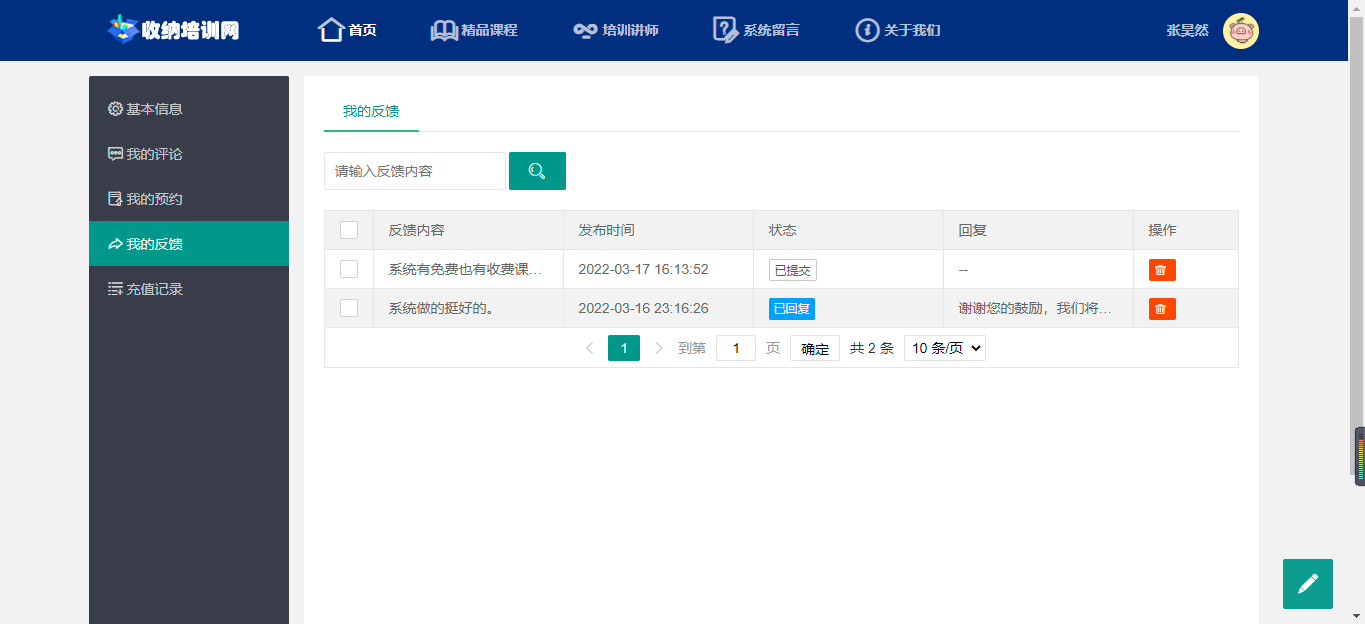 收纳培训网
首页
精品课程
培训讲师
系统留言
关于我们
张昊然
基本信息
我的评论
我的预约
我的反馈
充值记录
我的反馈
请输入反馈内容
反馈内容 发布时间 状态 回复 操作
系统有免费也有收费课… 2022-03-17 16:13:52 已提交 --
系统做的挺好的。 2022-03-16 23:16:26 已回复 谢谢您的鼓励，我们将…
1 到第 1 页 确定 共 2 条 10 条/页